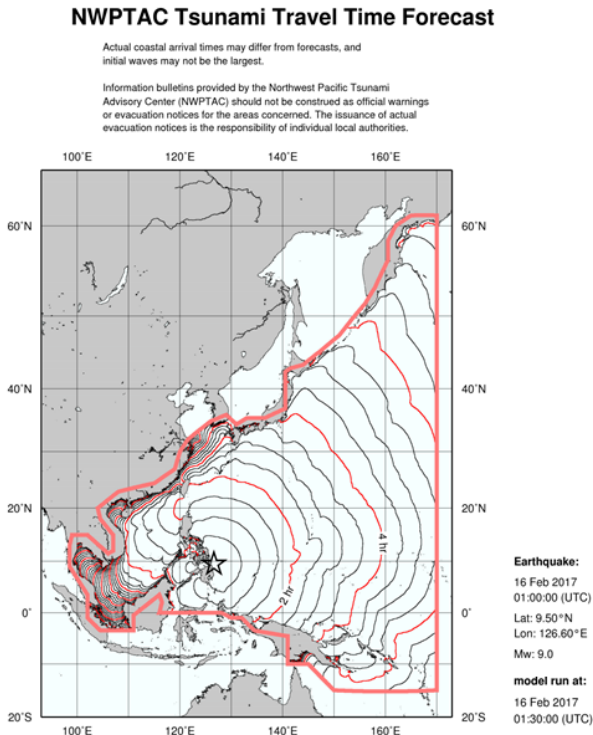 NWPTAC Tsunami Travel Time Forecast
Actual coastal arrival times may differ from forecasts, and
initial waves may not be the largest.
Information bulletins provided by the Northwest Pacific Tsunami
Advisory Center (NWPTAC) should not be construed as official warnings
or evacuation notices for the areas concerned. The issuance of actual
evacuation notices is the responsibility of individual local authorities.
100˚E 120˚E 140˚E 160˚E
60˚N 60˚N
40˚N 40˚N
20˚N 20˚N
4 hr
Earthquake:
16 Feb 2017
01:00:00 (UTC)
2 hr
0˚ 0˚
Lat: 9.50°N
Lon: 126.60°E
Mw: 9.0
model run at:
16 Feb 2017
01:30:00 (UTC)
20˚S 20˚S
100˚E 120˚E 140˚E 160˚E